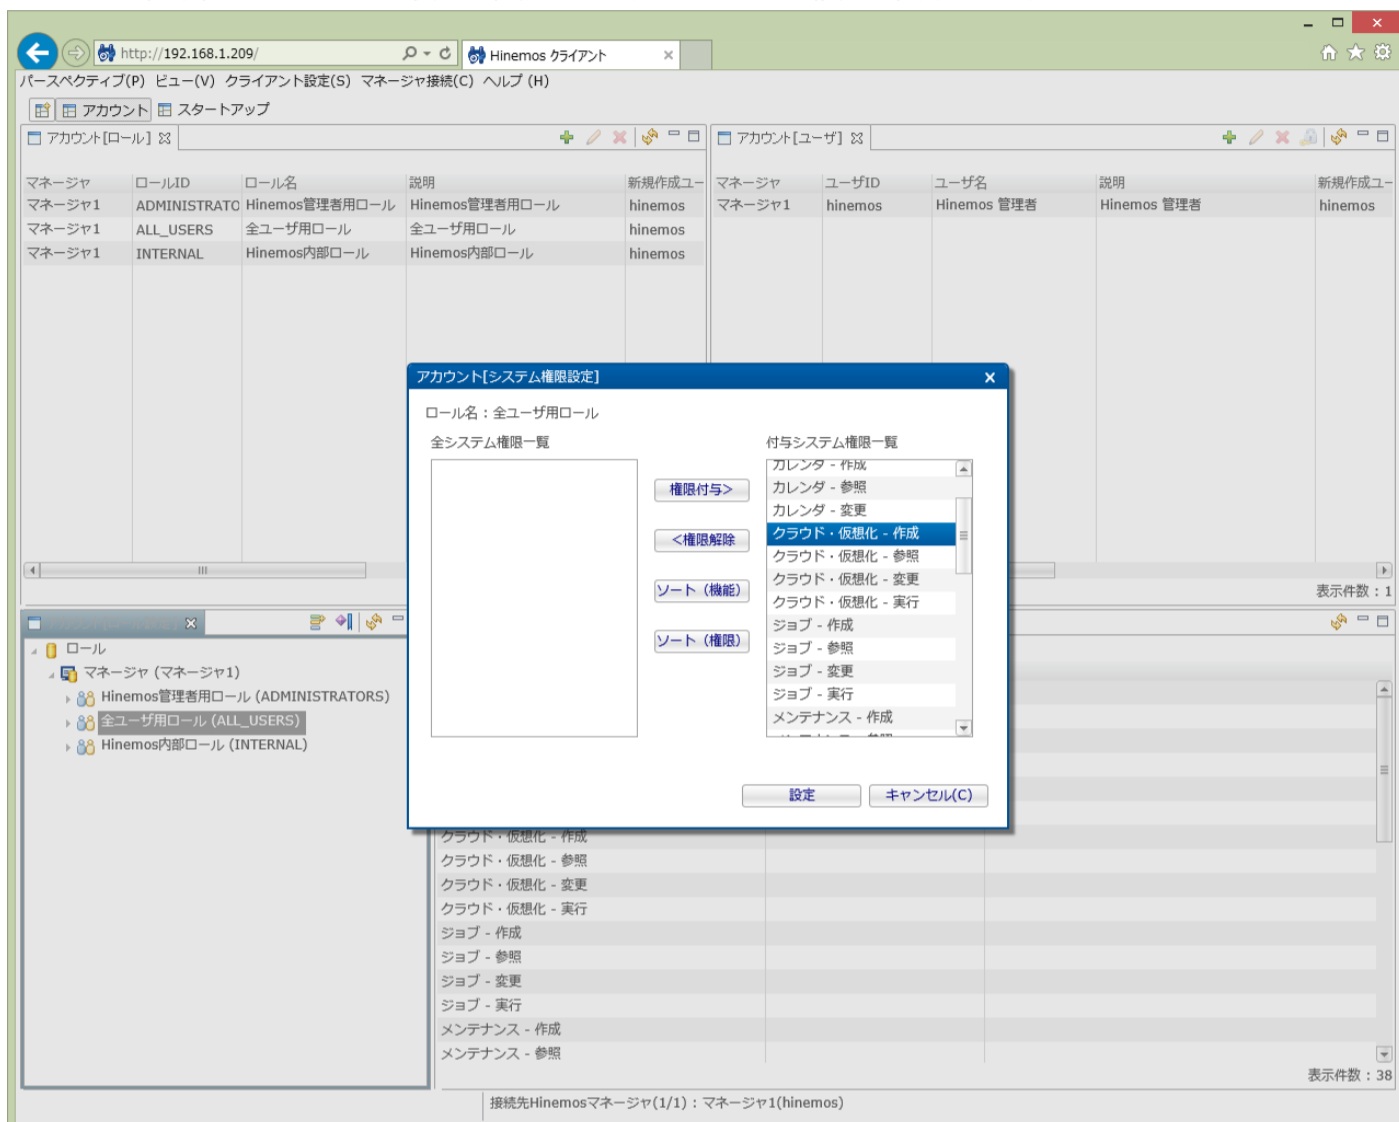 http://192.168.1.209/
Hinemos クライアント
パースペクティブ(P) ビュー(V) クライアント設定(S) マネージャ接続(C) ヘルプ (H)
アカウント スタートアップ
アカウント[ロール]
マネージャ ロールID ロール名 説明 新規作成ユー
マネージャ1 ADMINISTRATO Hinemos管理者用ロール Hinemos管理者用ロール hinemos
マネージャ1 ALL_USERS 全ユーザ用ロール 全ユーザ用ロール hinemos
マネージャ1 INTERNAL Hinemos内部ロール Hinemos内部ロール hinemos
アカウント[ユーザ]
マネージャ ユーザID ユーザ名 説明 新規作成ユー
マネージャ1 hinemos Hinemos 管理者 Hinemos 管理者 hinemos
表示件数 : 1
アカウント[システム権限設定]
ロール名 : 全ユーザ用ロール
全システム権限一覧
権限付与>
<権限解除
ソート（機能）
ソート（権限）
付与システム権限一覧
カレンダ - 作成
カレンダ - 参照
カレンダ - 変更
クラウド・仮想化 - 作成
クラウド・仮想化 - 参照
クラウド・仮想化 - 変更
クラウド・仮想化 - 実行
ジョブ - 作成
ジョブ - 参照
ジョブ - 変更
ジョブ - 実行
メンテナンス - 作成
設定 キャンセル(C)
ロール
マネージャ (マネージャ1)
Hinemos管理者用ロール (ADMINISTRATORS)
全ユーザ用ロール (ALL_USERS)
Hinemos内部ロール (INTERNAL)
クラウド・仮想化 - 作成
クラウド・仮想化 - 参照
クラウド・仮想化 - 変更
クラウド・仮想化 - 実行
ジョブ - 作成
ジョブ - 参照
ジョブ - 変更
ジョブ - 実行
メンテナンス - 作成
メンテナンス - 参照
表示件数 : 38
接続先Hinemosマネージャ(1/1) : マネージャ1(hinemos)